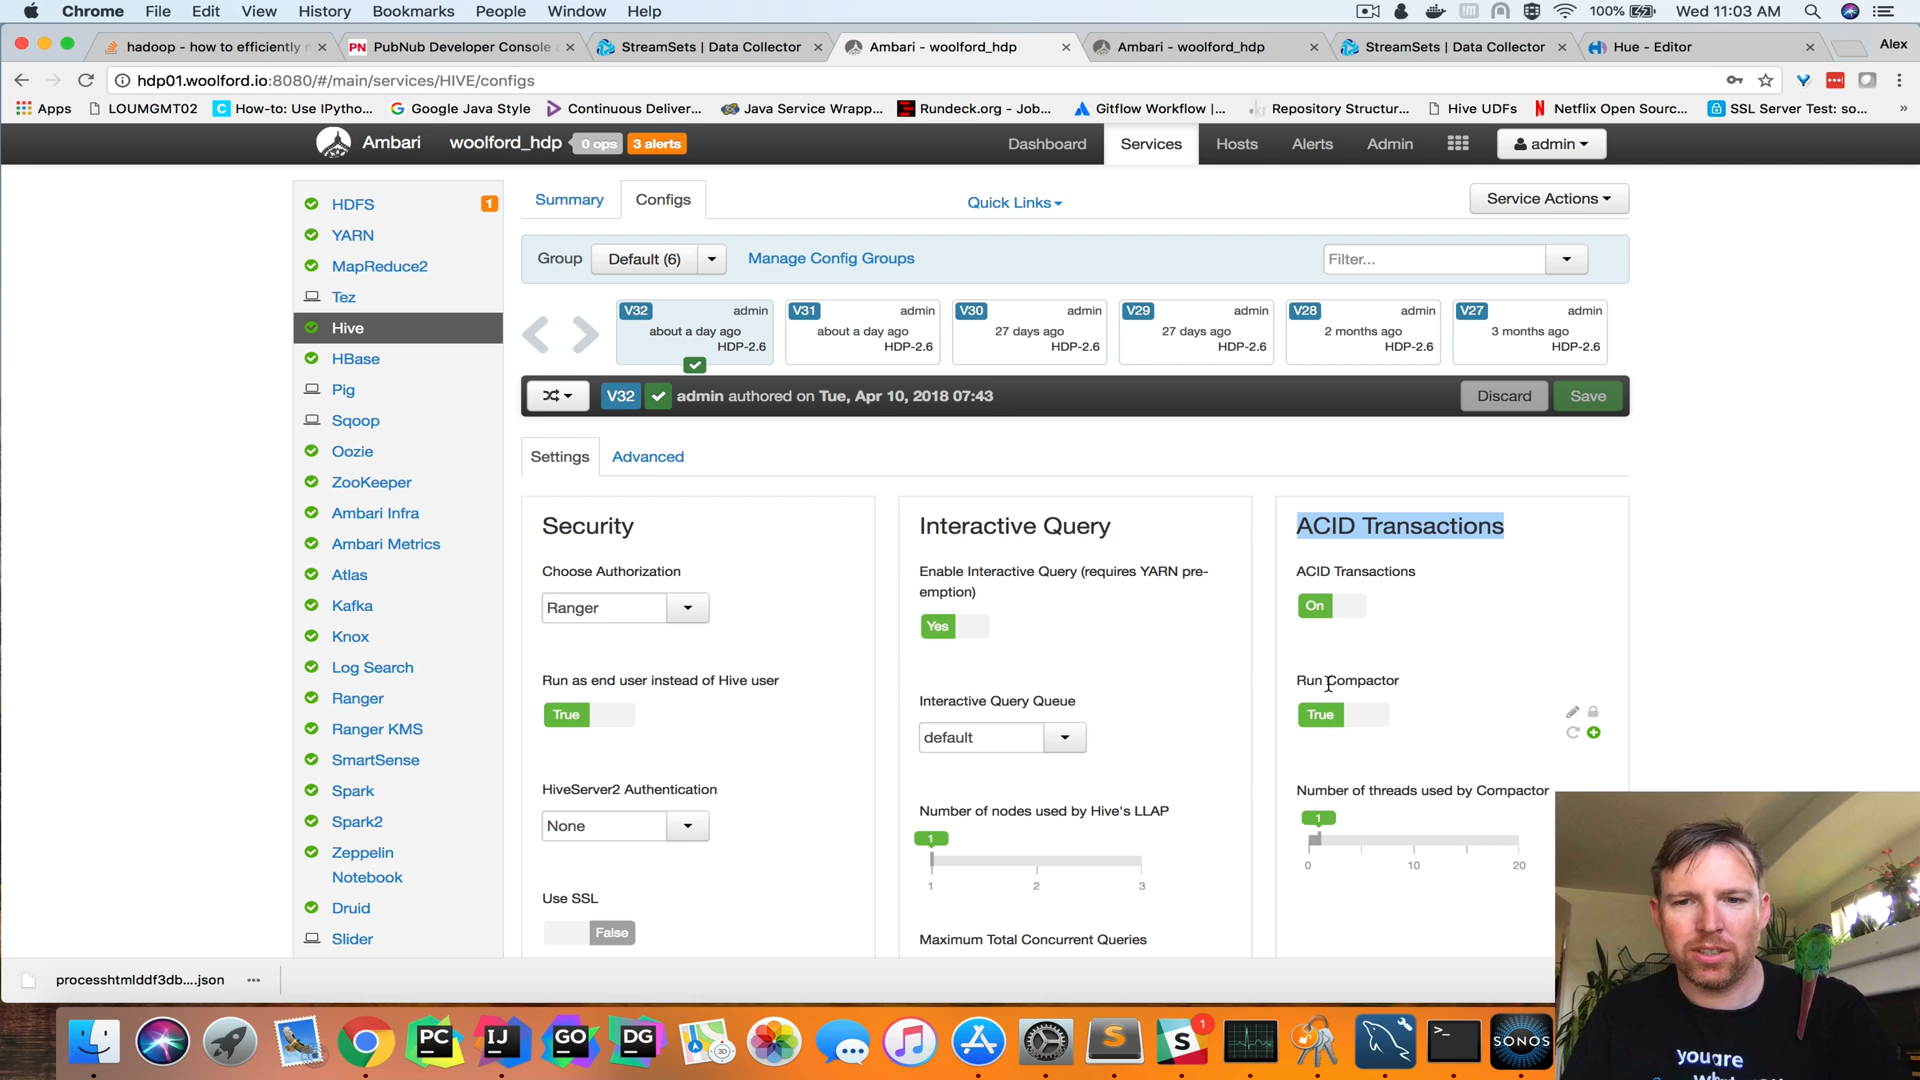 Chrome File Edit View History Bookmarks People Window Help 100% Wed 11:03 AM
hadoop - how to efficiently PubNub Developer Console StreamSets | Data Collector Ambari - woolford_hdp Ambari - woolford_hdp StreamSets | Data Collector Hue - Editor Alex
hdp01.woolford.io:8080/#/main/services/HIVE/configs
Apps LOUMGMT02 How-to: Use IPytho... Google Java Style Continuous Deliver... Java Service Wrapp... Rundeck.org - Job... Gitflow Workflow |... Repository Structur... Hive UDFs Netflix Open Sourc... SSL Server Test: so... »
Ambari woolford_hdp 0 ops 3 alerts Dashboard Services Hosts Alerts Admin admin
HDFS 1
YARN
MapReduce2
Tez
Hive
HBase
Pig
Sqoop
Oozie
ZooKeeper
Ambari Infra
Ambari Metrics
Atlas
Kafka
Knox
Log Search
Ranger
Ranger KMS
SmartSense
Spark
Spark2
Zeppelin
Notebook
Druid
Slider
Summary Configs Quick Links Service Actions
Group Default (6) Manage Config Groups Filter...
V32 admin
about a day ago
HDP-2.6
V31 admin
about a day ago
HDP-2.6
V30 admin
27 days ago
HDP-2.6
V29 admin
27 days ago
HDP-2.6
V28 admin
2 months ago
HDP-2.6
V27 admin
3 months ago
HDP-2.6
V32 admin authored on Tue, Apr 10, 2018 07:43 Discard Save
Settings Advanced
Security
Choose Authorization
Ranger
Run as end user instead of Hive user
True
HiveServer2 Authentication
None
Use SSL
False
Interactive Query
Enable Interactive Query (requires YARN pre-
emption)
Yes
Interactive Query Queue
default
Number of nodes used by Hive's LLAP
1
1 2 3
Maximum Total Concurrent Queries
ACID Transactions
ACID Transactions
On
Run Compactor
True
Number of threads used by Compactor
1
0 10 20
processhtmlddf3db....json
PC IJ GO DG 3D 1 SONOS
you are